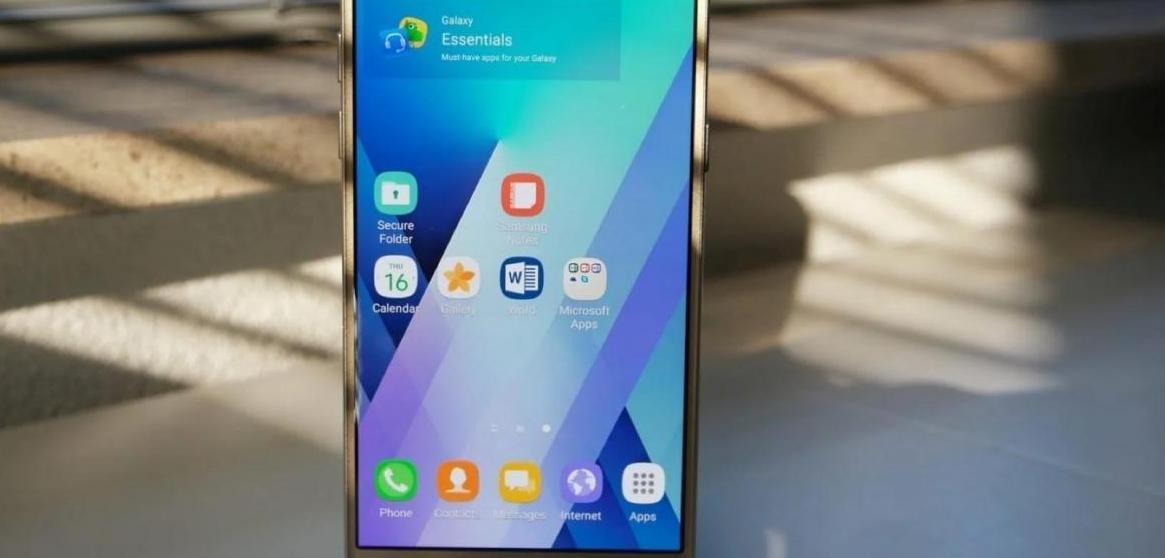 Galaxy
Essentials
Must-have apps for your Galaxy
Secure
Folder
Samsung
Notes
THU
16
Calendar
Gallery
W
Word
Microsoft
Apps
Phone
Contacts
Messages
Internet
Apps